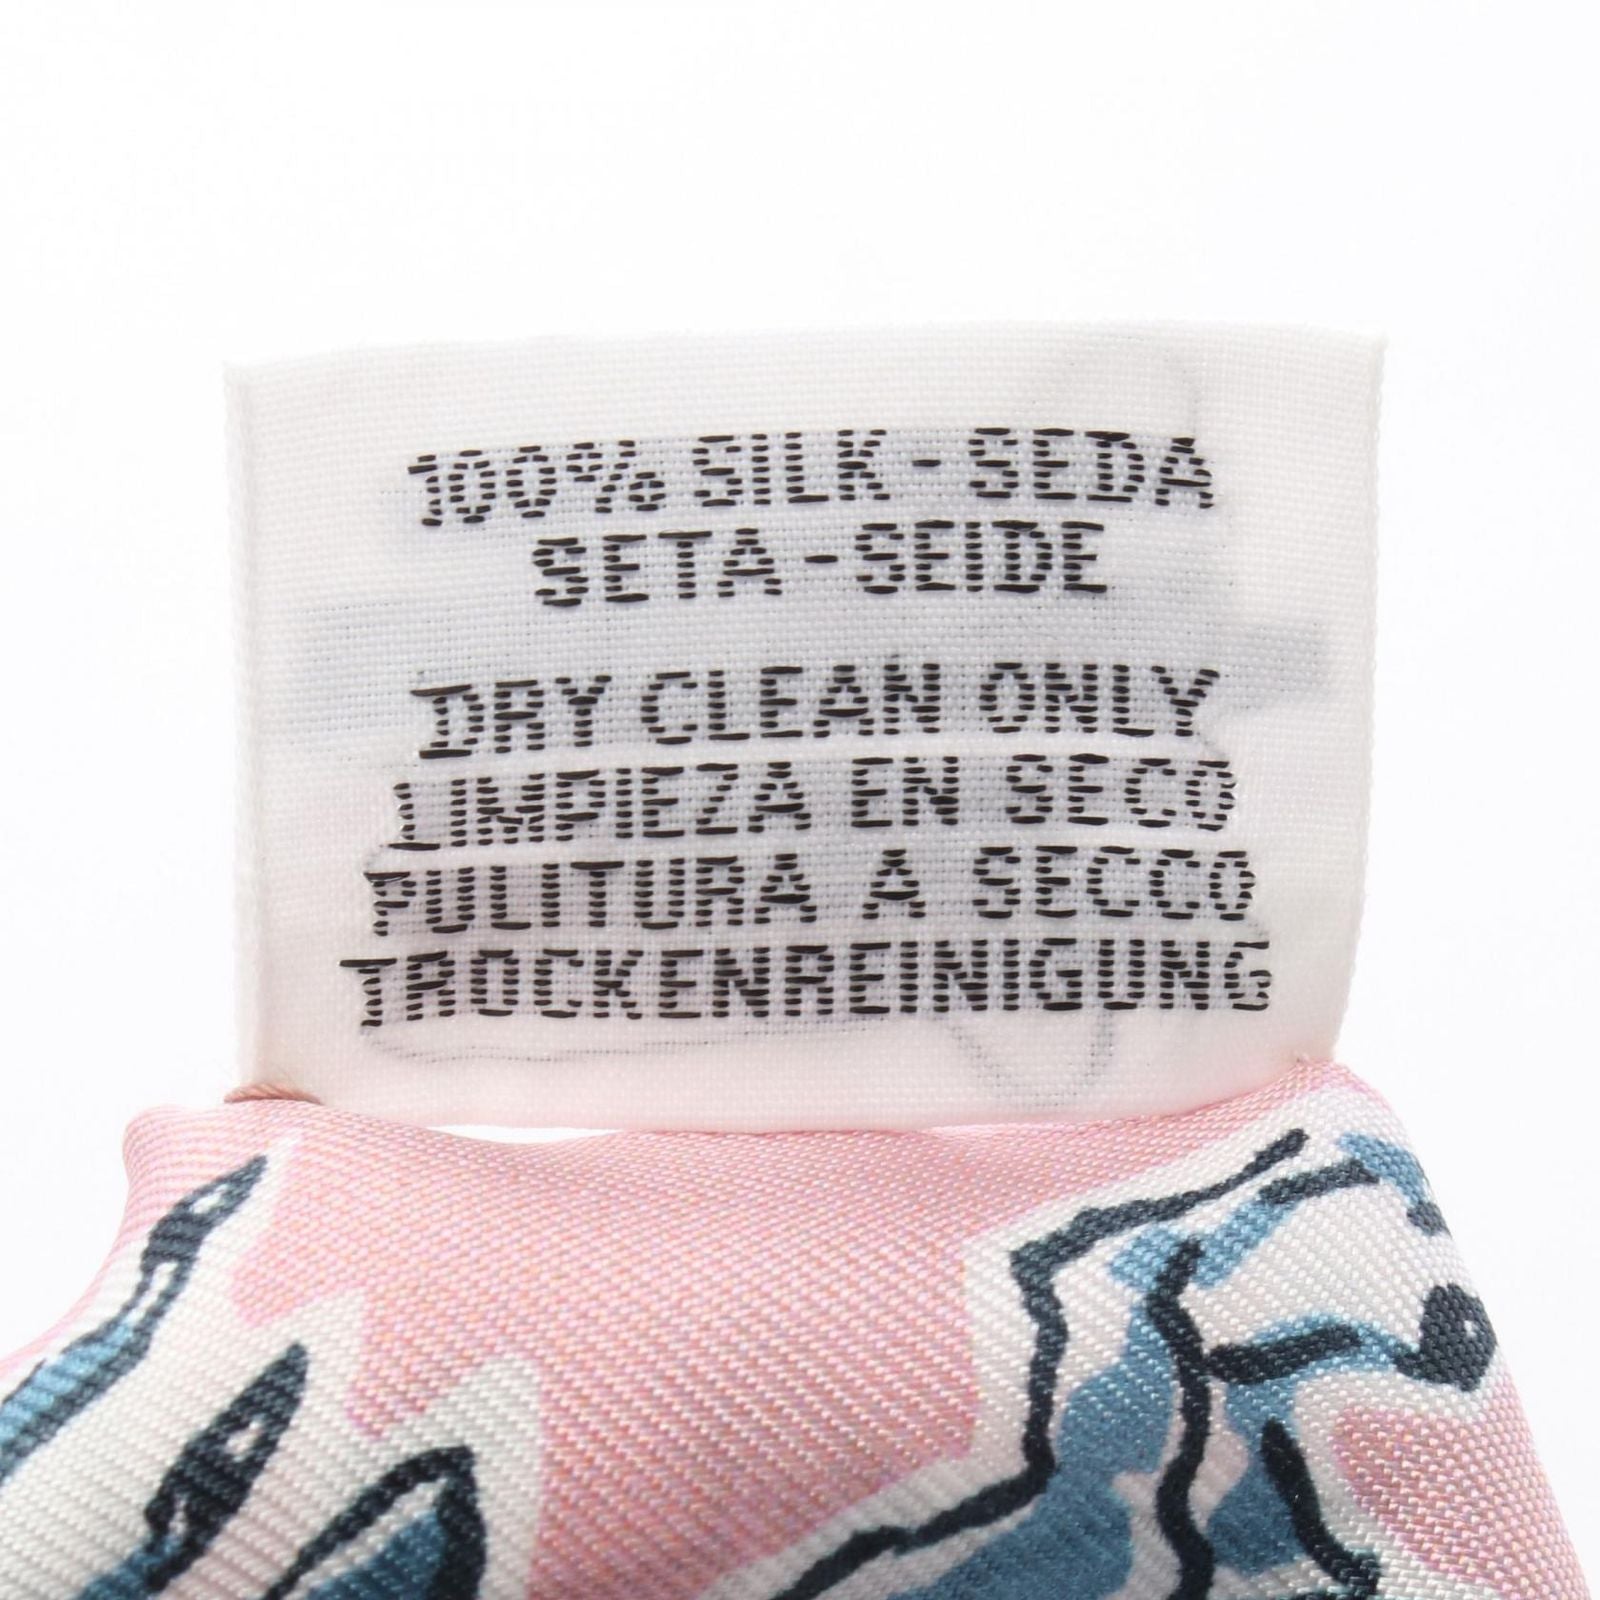 100% SILK - SEDA
SETA - SEIDE
DRY CLEAN ONLY
LIMPIEZA EN SECO
PULITURA A SECCO
TROCKENREINIGUNG